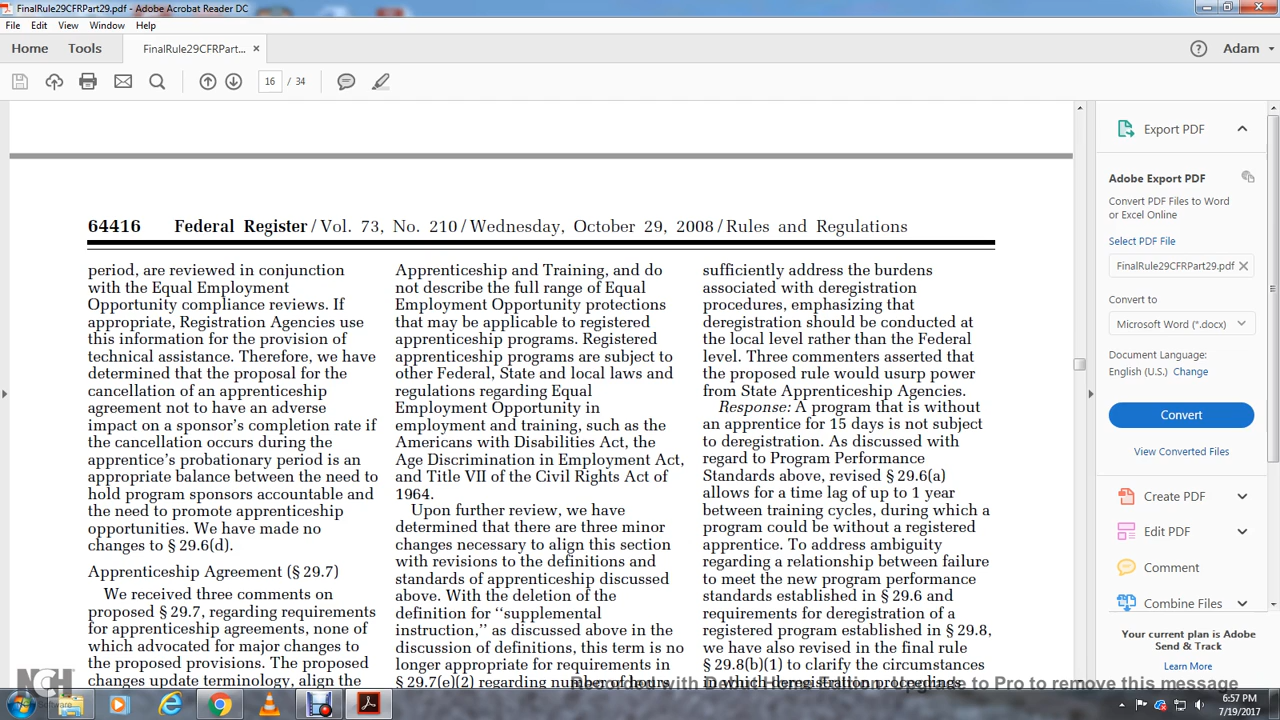 FinalRule29CFRPart29.pdf - Adobe Acrobat Reader DC
File Edit View Window Help
Home Tools FinalRule29CFRPart... × Adam
16 / 34
64416 Federal Register / Vol. 73, No. 210 / Wednesday, October 29, 2008 / Rules and Regulations
period, are reviewed in conjunction
with the Equal Employment
Opportunity compliance reviews. If
appropriate, Registration Agencies use
this information for the provision of
technical assistance. Therefore, we have
determined that the proposal for the
cancellation of an apprenticeship
agreement not to have an adverse
impact on a sponsor's completion rate if
the cancellation occurs during the
apprentice's probationary period is an
appropriate balance between the need to
hold program sponsors accountable and
the need to promote apprenticeship
opportunities. We have made no
changes to § 29.6(d).
Apprenticeship Agreement (§ 29.7)
We received three comments on
proposed § 29.7, regarding requirements
for apprenticeship agreements, none of
which advocated for major changes to
the proposed provisions. The proposed
changes update terminology, align the
Apprenticeship and Training, and do
not describe the full range of Equal
Employment Opportunity protections
that may be applicable to registered
apprenticeship programs. Registered
apprenticeship programs are subject to
other Federal, State and local laws and
regulations regarding Equal
Employment Opportunity in
employment and training, such as the
Americans with Disabilities Act, the
Age Discrimination in Employment Act,
and Title VII of the Civil Rights Act of
1964.
Upon further review, we have
determined that there are three minor
changes necessary to align this section
with revisions to the definitions and
standards of apprenticeship discussed
above. With the deletion of the
definition for ‘‘supplemental
instruction,’’ as discussed above in the
discussion of definitions, this term is no
longer appropriate for requirements in
§ 29.7(e)(2) regarding number of hours
sufficiently address the burdens
associated with deregistration
procedures, emphasizing that
deregistration should be conducted at
the local level rather than the Federal
level. Three commenters asserted that
the proposed rule would usurp power
from State Apprenticeship Agencies.
Response: A program that is without
an apprentice for 15 days is not subject
to deregistration. As discussed with
regard to Program Performance
Standards above, revised § 29.6(a)
allows for a time lag of up to 1 year
between training cycles, during which a
program could be without a registered
apprentice. To address ambiguity
regarding a relationship between failure
to meet the new program performance
standards established in § 29.6 and
requirements for deregistration of a
registered program established in § 29.8,
we have also revised in the final rule
§ 29.8(b)(1) to clarify the circumstances
in which deregistration proceedings
Export PDF
Adobe Export PDF
Convert PDF Files to Word
or Excel Online
Select PDF File
FinalRule29CFRPart29.pdf ×
Convert to
Microsoft Word (*.docx)
Document Language:
English (U.S.) Change
Convert
View Converted Files
Create PDF
Edit PDF
Comment
Combine Files
Your current plan is Adobe
Send & Track
Learn More
NCH Software
to Pro to remove this message
6:57 PM
7/19/2017